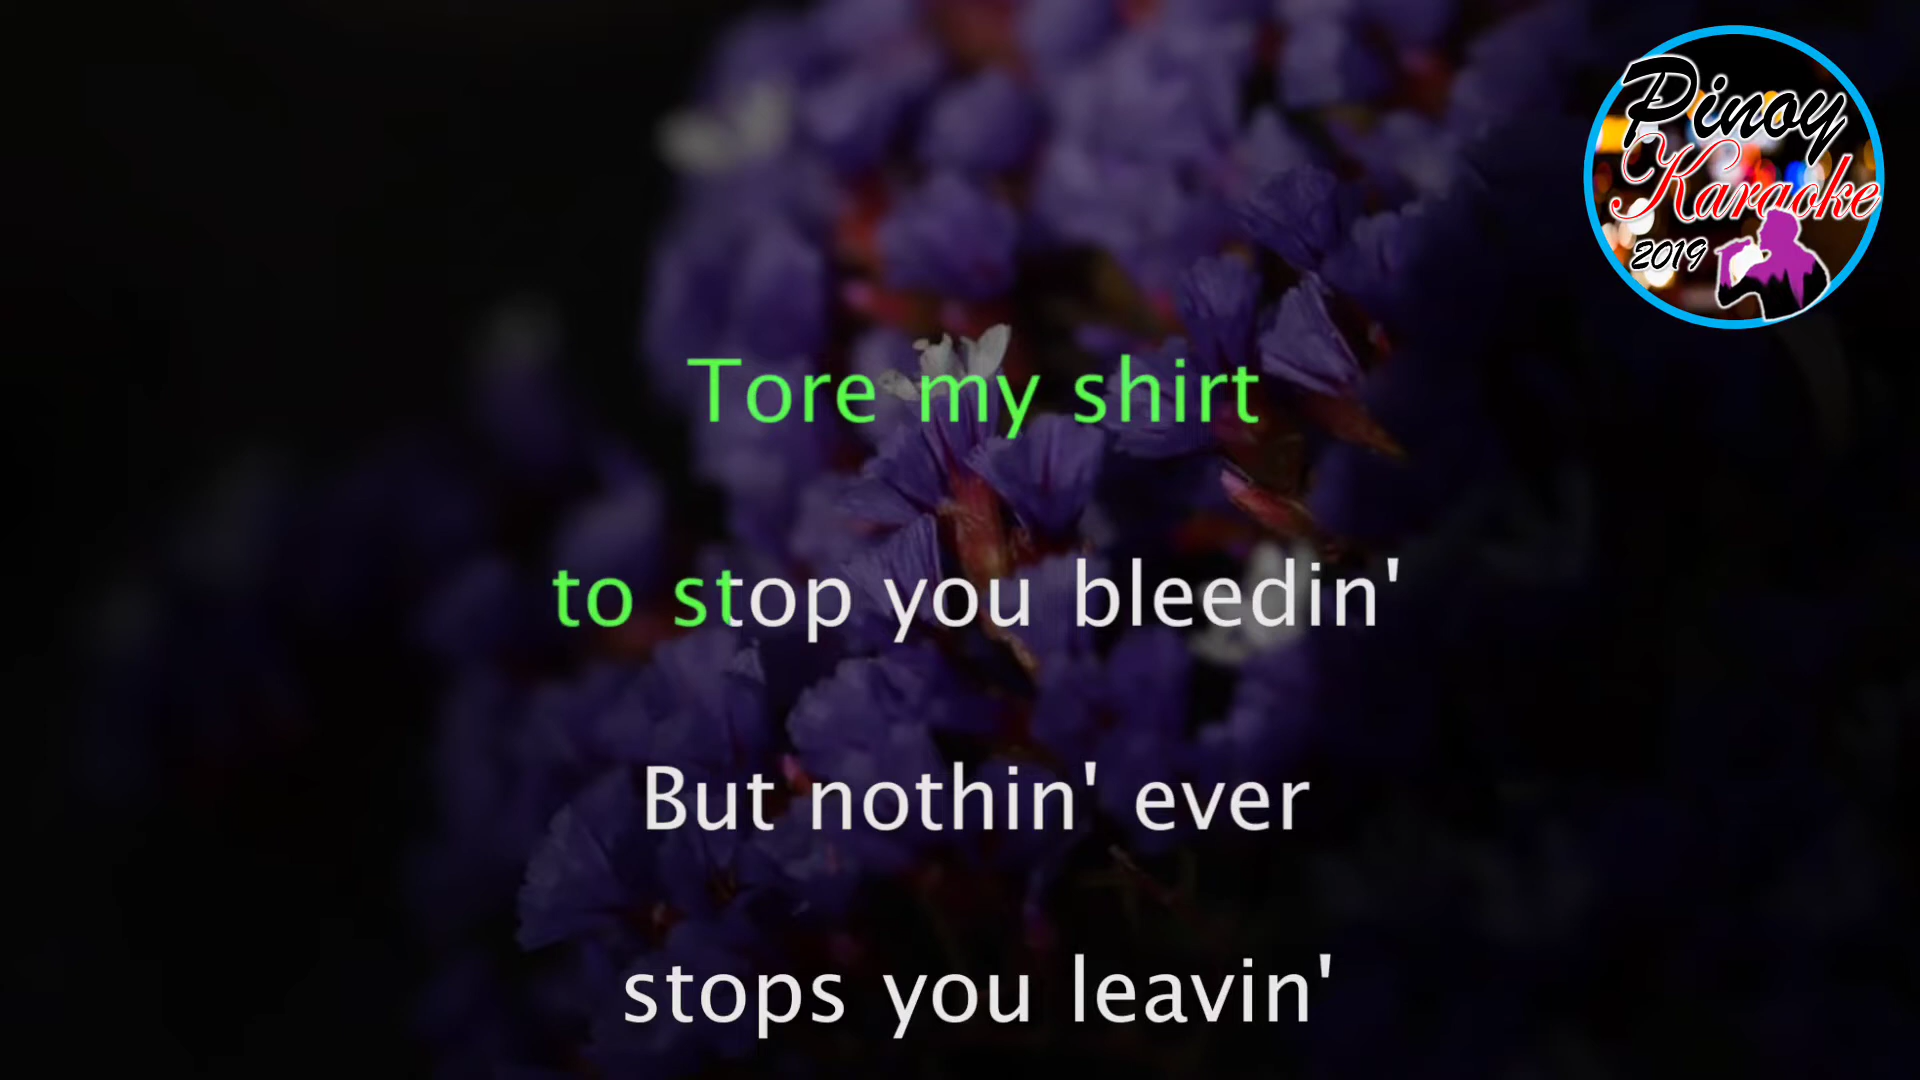 Pinoy
Karaoke
2019
Tore my shirt
to stop you bleedin'
But nothin' ever
stops you leavin'